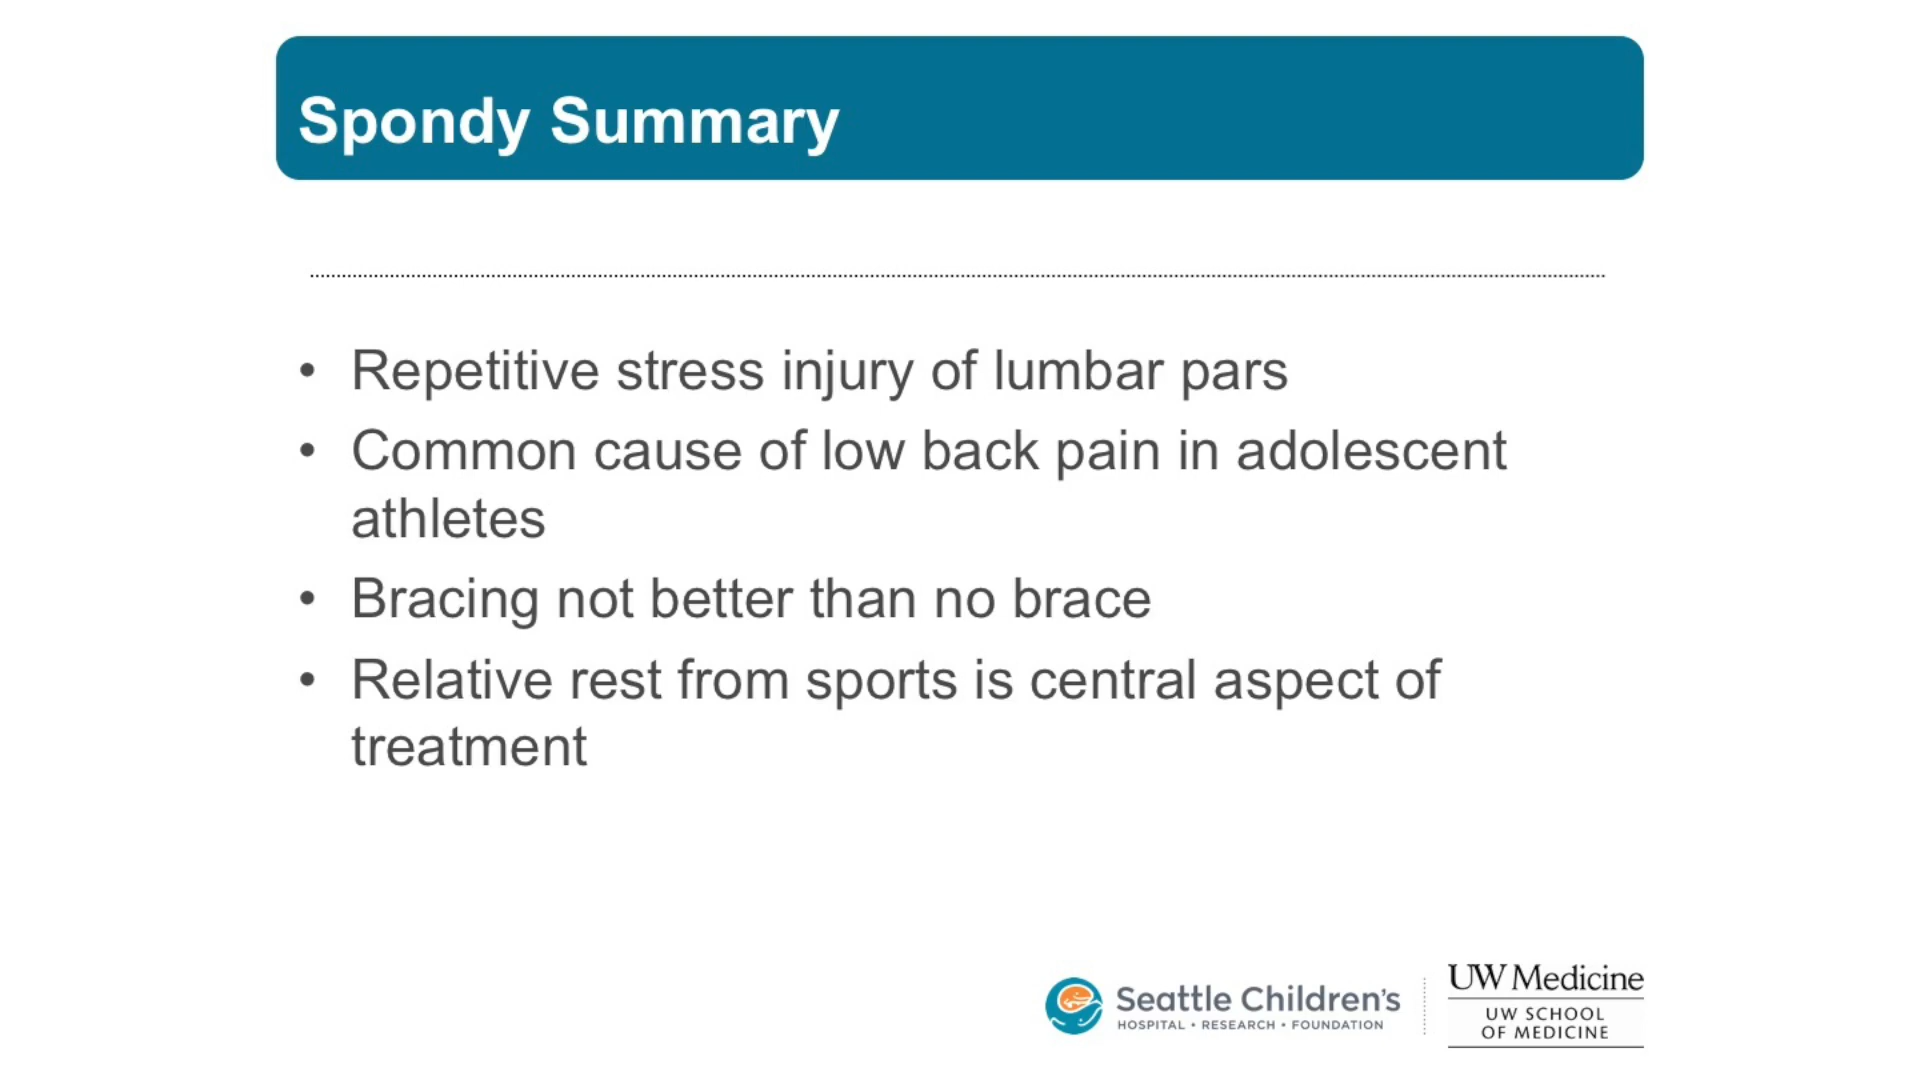 Spondy Summary
• Repetitive stress injury of lumbar pars
• Common cause of low back pain in adolescent
athletes
• Bracing not better than no brace
• Relative rest from sports is central aspect of
treatment
Seattle Children's
HOSPITAL • RESEARCH • FOUNDATION
UW Medicine
UW SCHOOL
OF MEDICINE